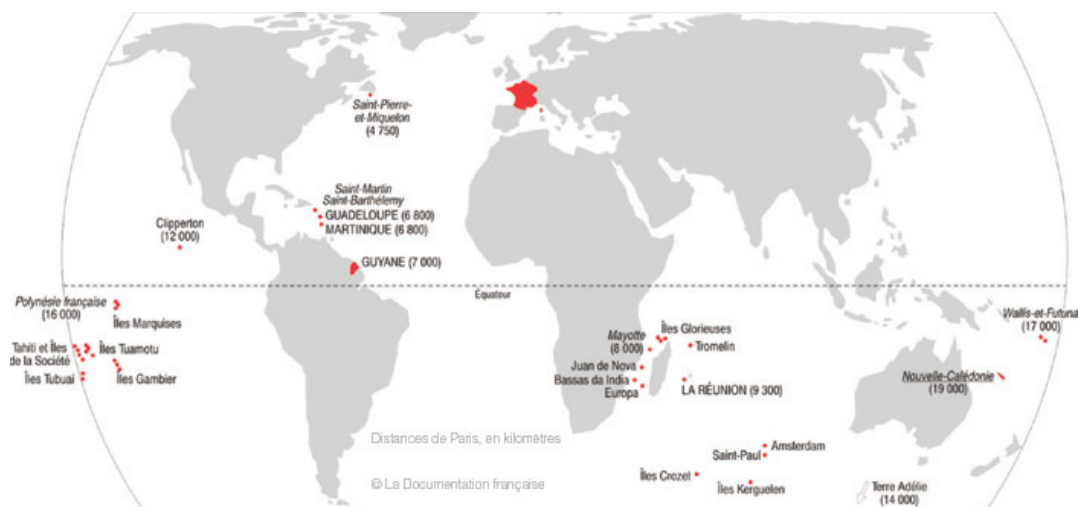 Saint-Pierre-
et-Miquelon
(4 750)
Saint-Martin
Saint-Barthélemy
GUADELOUPE (6 800)
MARTINIQUE (6 800)
Clipperton
(12 000)
GUYANE (7 000)
Équateur
Polynésie française
(16 000)
Îles Marquises
Tahiti et Îles
de la Société
Îles Tuamotu
Îles Tubuai
Îles Gambier
Mayotte
(8 000)
Îles Glorieuses
Tromelin
Juan de Nova
Bassas da India
Europa
LA RÉUNION (9 300)
Wallis-et-Futuna
(17 000)
Nouvelle-Calédonie
(19 000)
Distances de Paris, en kilomètres
© La Documentation française
Amsterdam
Saint-Paul
Îles Crozet
Îles Kerguelen
Terre Adélie
(14 000)